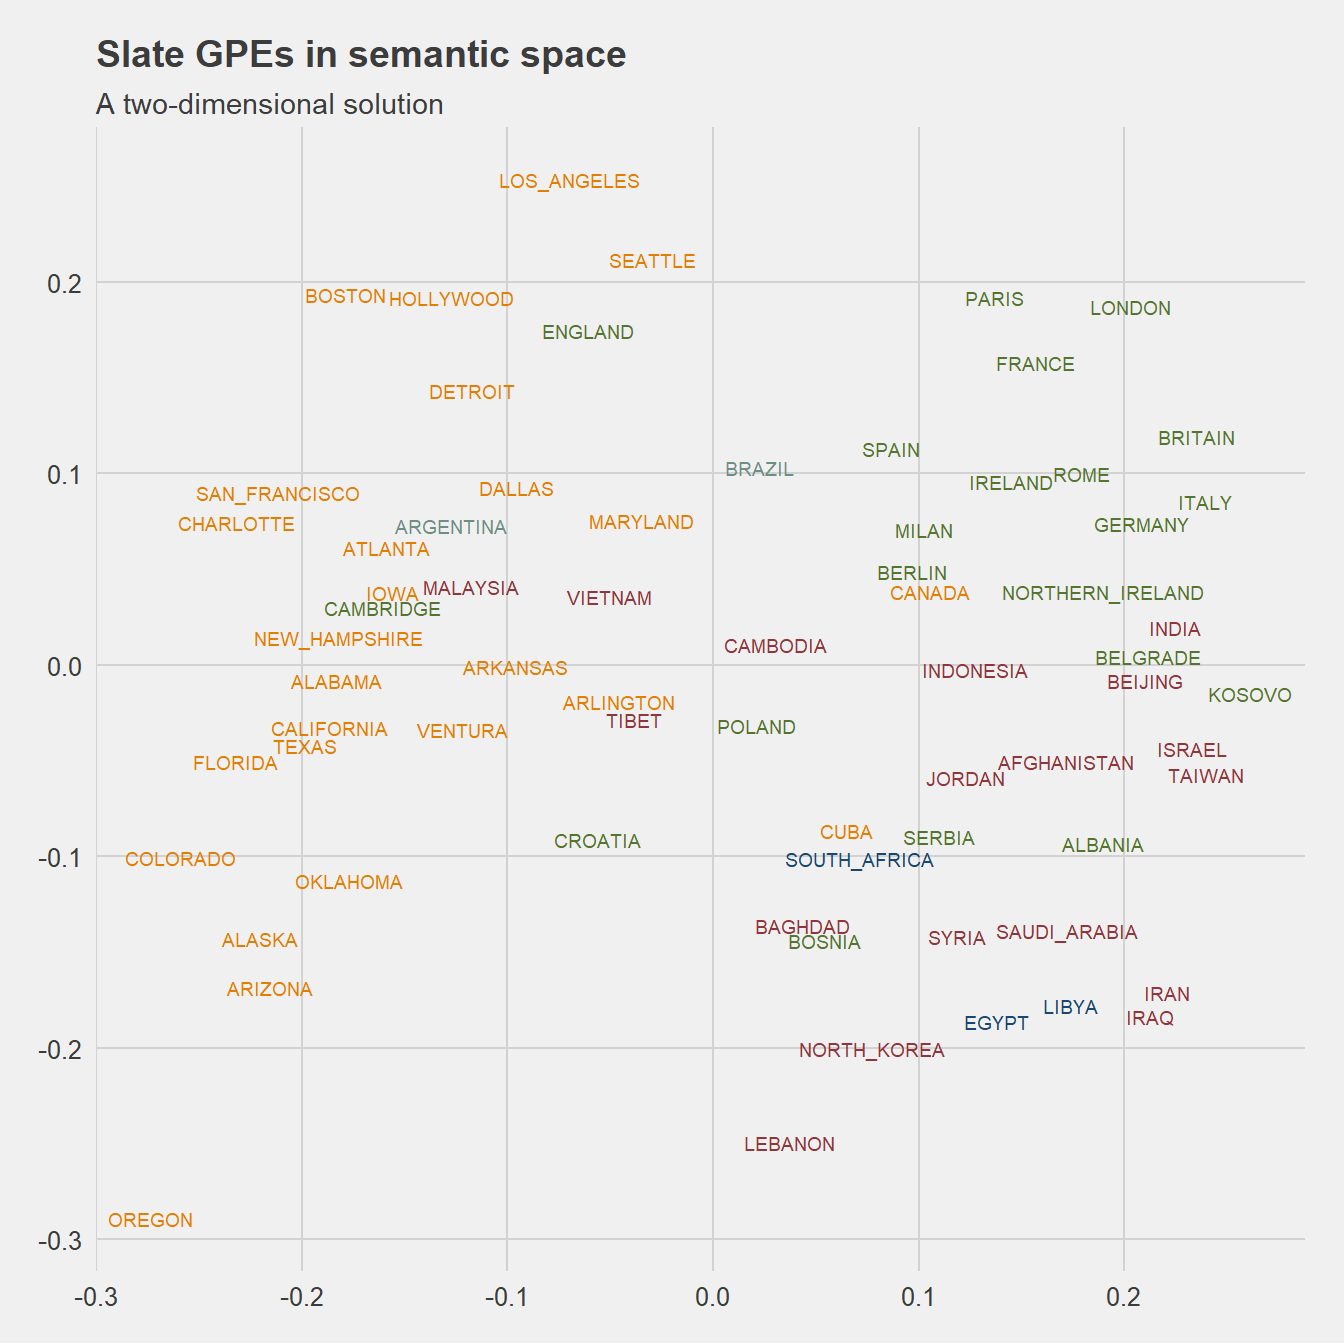 Slate GPEs in semantic space
A two-dimensional solution
LOS_ANGELES
SEATTLE
0.2
BOSTON HOLLYWOOD PARIS
LONDON
ENGLAND
FRANCE
DETROIT
BRITAIN
SPAIN
0.1
BRAZIL
ROME
IRELAND
DALLAS
SAN_FRANCISCO
ITALY
CHARLOTTE ARGENTINA MARYLAND GERMANY
MILAN
ATLANTA
BERLIN
MALAYSIA
IOWA VIETNAM CANADA NORTHERN_IRELAND
CAMBRIDGE
INDIA
NEW_HAMPSHIRE
CAMBODIA
0.0
BELGRADE
ARKANSAS INDONESIA
ALABAMA BEIJING
KOSOVO
ARLINGTON
TIBET
POLAND
CALIFORNIA VENTURA
TEXAS ISRAEL
FLORIDA AFGHANISTAN
JORDAN TAIWAN
CUBA
CROATIA SERBIA ALBANIA
-0.1
COLORADO SOUTH_AFRICA
OKLAHOMA
BAGHDAD
SAUDI_ARABIA
ALASKA BOSNIA SYRIA
ARIZONA IRAN
LIBYA
EGYPT IRAQ
-0.2
NORTH_KOREA
LEBANON
OREGON
-0.3
-0.3 -0.2 -0.1 0.0 0.1 0.2